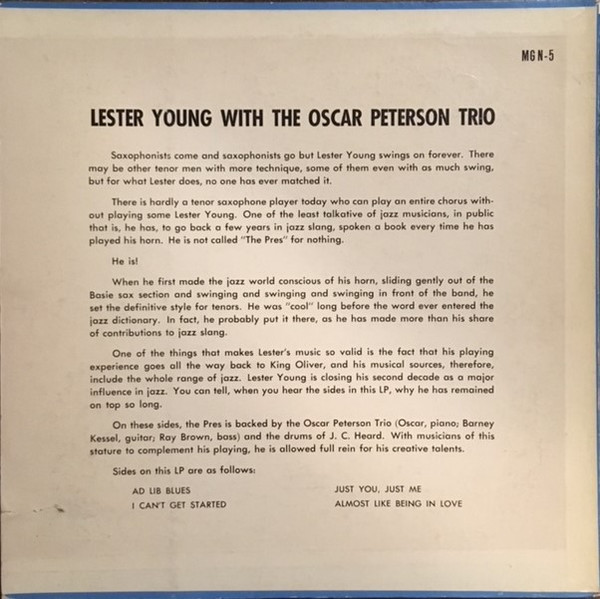 MG N-5
LESTER YOUNG WITH THE OSCAR PETERSON TRIO
Saxophonists come and saxophonists go but Lester Young swings on forever. There
may be other tenor men with more technique, some of them even with as much swing,
but for what Lester does, no one has ever matched it.
There is hardly a tenor saxophone player today who can play an entire chorus with-
out playing some Lester Young. One of the least talkative of jazz musicians, in public
that is, he has, to go back a few years in jazz slang, spoken a book every time he has
played his horn. He is not called "The Pres" for nothing.
He is!
When he first made the jazz world conscious of his horn, sliding gently out of the
Basie sax section and swinging and swinging and swinging in front of the band, he
set the definitive style for tenors. He was "cool" long before the word ever entered the
jazz dictionary. In fact, he probably put it there, as he has made more than his share
of contributions to jazz slang.
One of the things that makes Lester's music so valid is the fact that his playing
experience goes all the way back to King Oliver, and his musical sources, therefore,
include the whole range of jazz. Lester Young is closing his second decade as a major
influence in jazz. You can tell, when you hear the sides in this LP, why he has remained
on top so long.
On these sides, the Pres is backed by the Oscar Peterson Trio (Oscar, piano; Barney
Kessel, guitar; Ray Brown, bass) and the drums of J. C. Heard. With musicians of this
stature to complement his playing, he is allowed full rein for his creative talents.
Sides on this LP are as follows:
AD LIB BLUES JUST YOU, JUST ME
I CAN'T GET STARTED ALMOST LIKE BEING IN LOVE